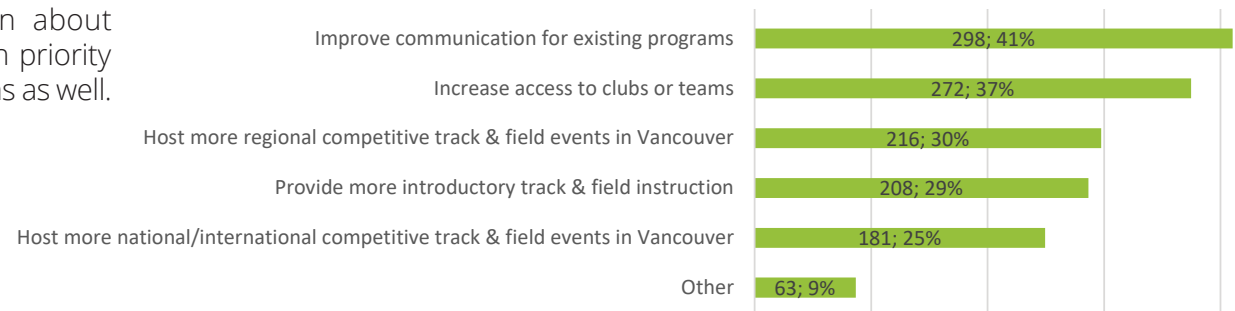 n about
n priority
ns as well.
Improve communication for existing programs 298; 41%
Increase access to clubs or teams 272; 37%
Host more regional competitive track & field events in Vancouver 216; 30%
Provide more introductory track & field instruction 208; 29%
Host more national/international competitive track & field events in Vancouver 181; 25%
Other 63; 9%